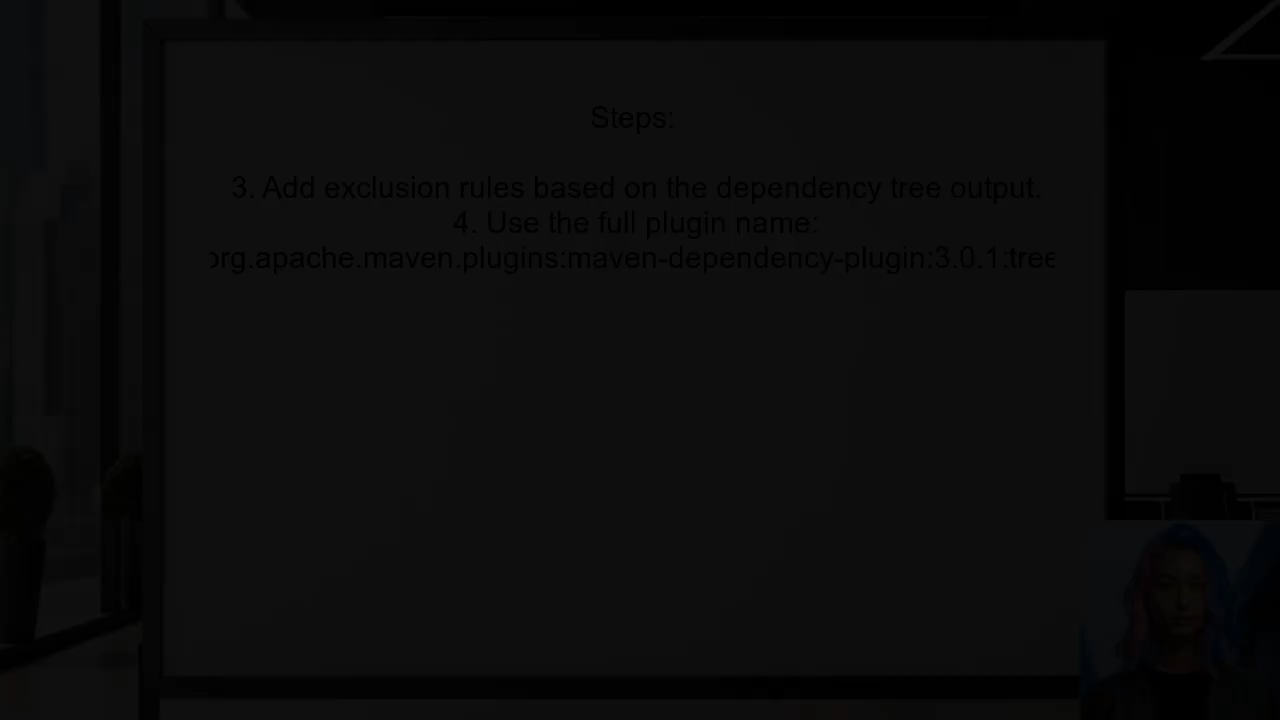 Steps:
3. Add exclusion rules based on the dependency tree output.
4. Use the full plugin name:
org.apache.maven.plugins:maven-dependency-plugin:3.0.1:tree